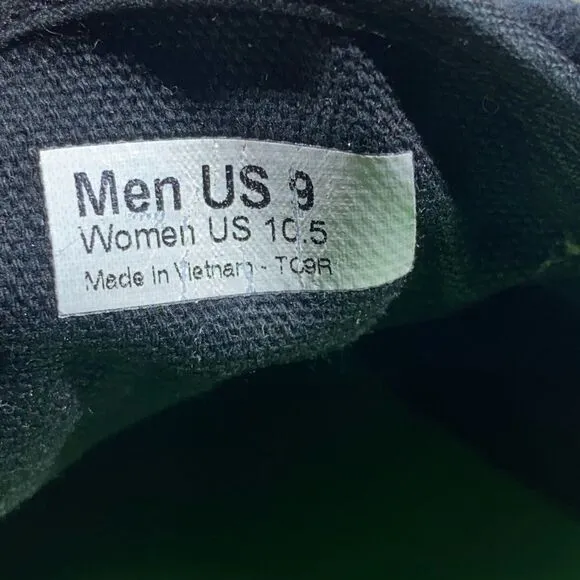 Men US 9
Women US 10.5
Made in Vietnam - TC9R